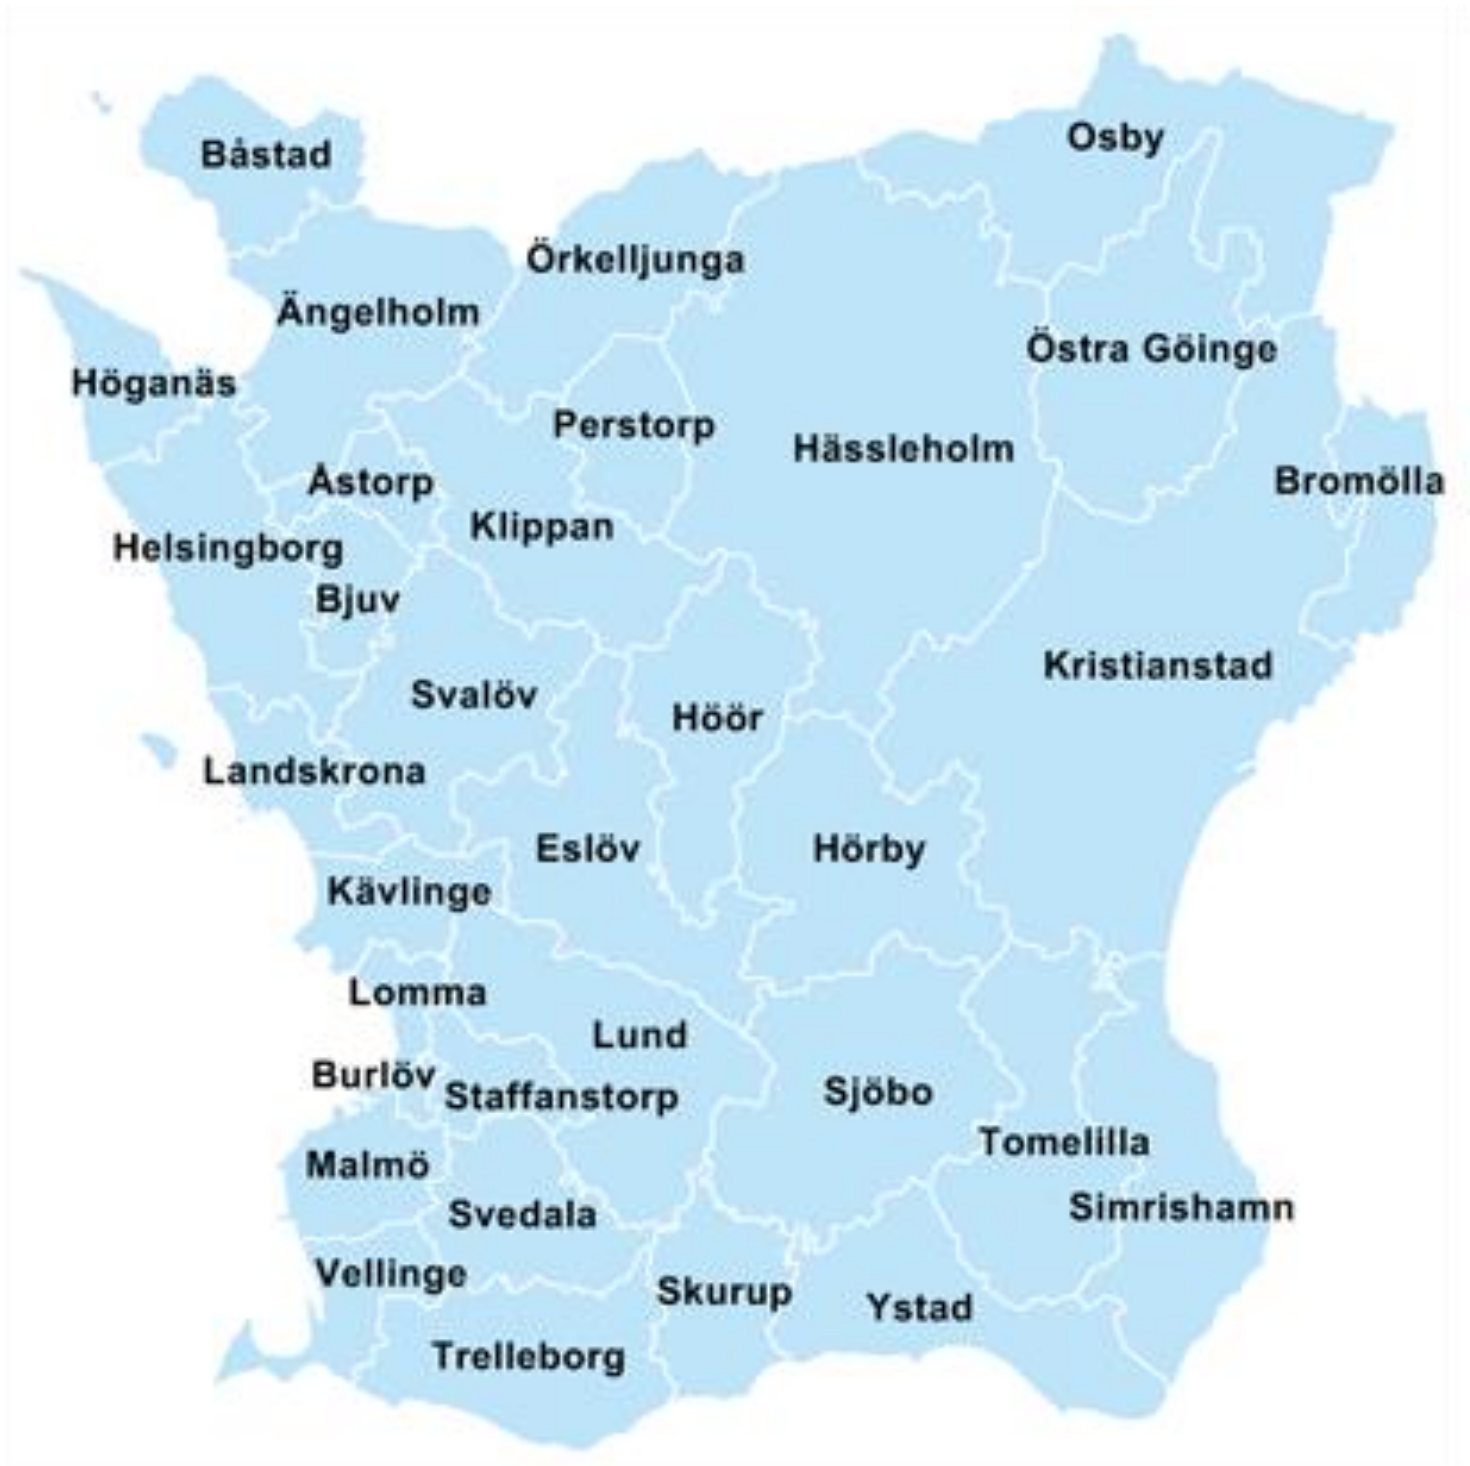 Osby
Båstad
Örkelljunga
Ängelholm
Östra Göinge
Höganäs
Perstorp
Hässleholm
Åstorp
Bromölla
Klippan
Helsingborg
Bjuv
Kristianstad
Svalöv
Höör
Landskrona
Eslöv
Hörby
Kävlinge
Lomma
Lund
Burlöv
Sjöbo
Staffanstorp
Tomelilla
Malmö
Simrishamn
Svedala
Vellinge
Skurup
Ystad
Trelleborg